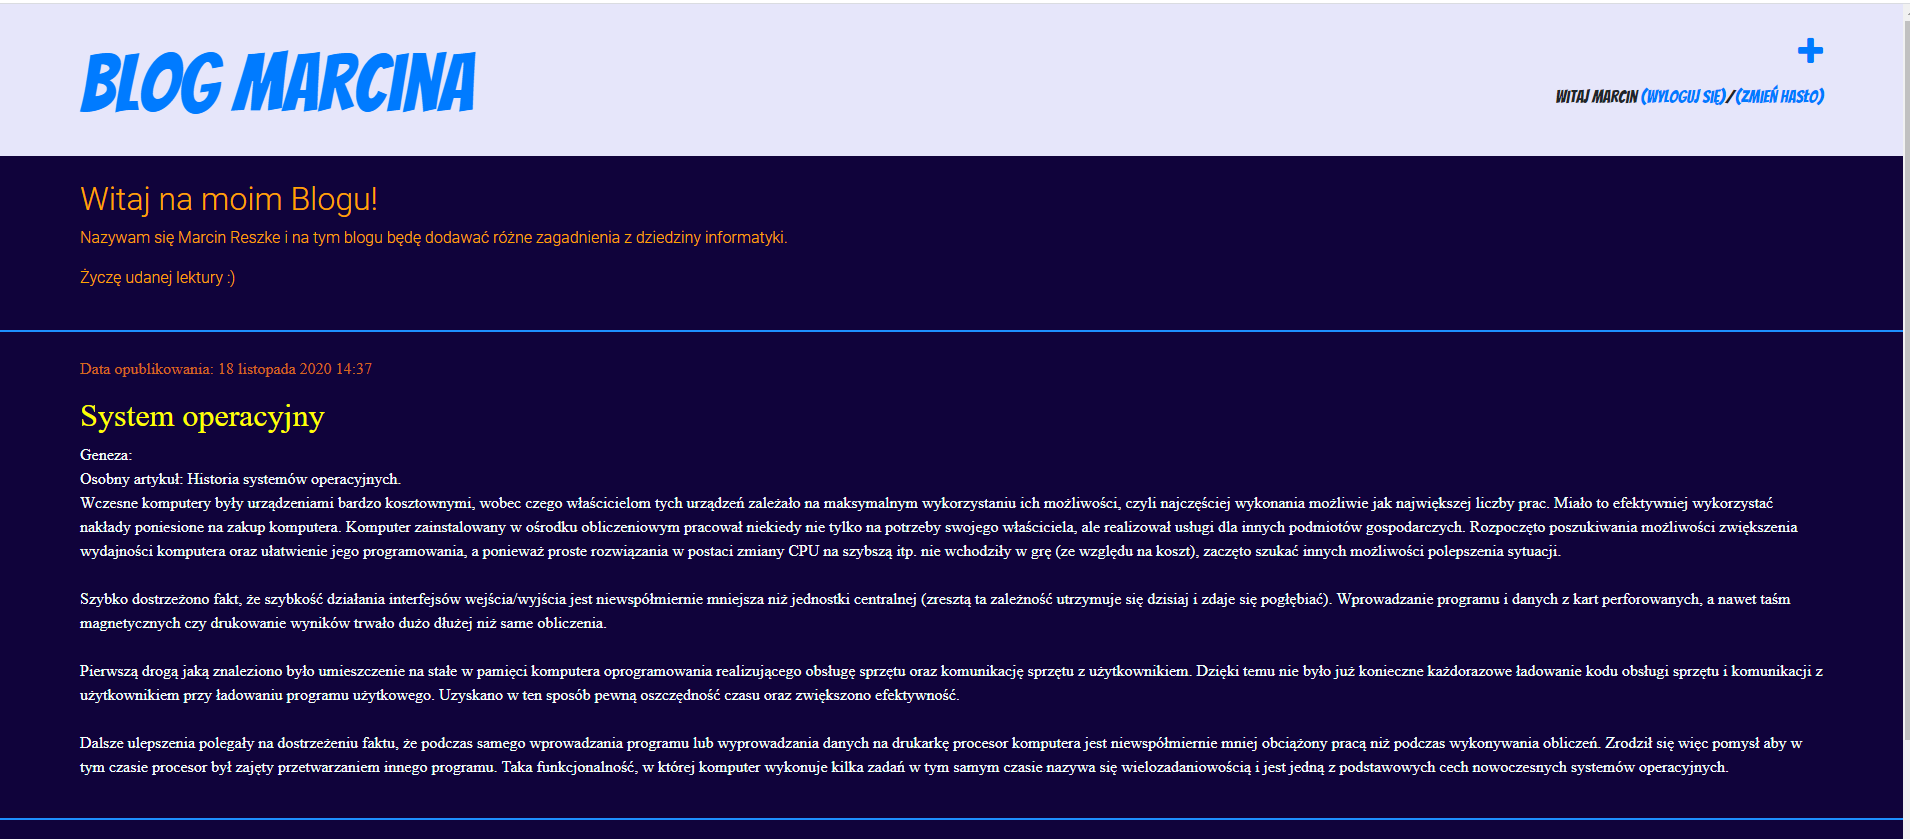 BLOG MARCINA
WITAJ MARCIN (WYLOGUJ SIĘ)/(ZMIEŃ HASŁO)
Witaj na moim Blogu!
Nazywam się Marcin Reszke i na tym blogu będę dodawać różne zagadnienia z dziedziny informatyki.
Życzę udanej lektury :)
Data opublikowania: 18 listopada 2020 14:37
System operacyjny
Geneza:
Osobny artykuł: Historia systemów operacyjnych.
Wczesne komputery były urządzeniami bardzo kosztownymi, wobec czego właścicielom tych urządzeń zależało na maksymalnym wykorzystaniu ich możliwości, czyli najczęściej wykonania możliwie jak największej liczby prac. Miało to efektywniej wykorzystać
nakłady poniesione na zakup komputera. Komputer zainstalowany w ośrodku obliczeniowym pracował niekiedy nie tylko na potrzeby swojego właściciela, ale realizował usługi dla innych podmiotów gospodarczych. Rozpoczęto poszukiwania możliwości zwiększenia
wydajności komputera oraz ułatwienie jego programowania, a ponieważ proste rozwiązania w postaci zmiany CPU na szybszą itp. nie wchodziły w grę (ze względu na koszt), zaczęto szukać innych możliwości polepszenia sytuacji.
Szybko dostrzeżono fakt, że szybkość działania interfejsów wejścia/wyjścia jest niewspółmiernie mniejsza niż jednostki centralnej (zresztą ta zależność utrzymuje się dzisiaj i zdaje się pogłębiać). Wprowadzanie programu i danych z kart perforowanych, a nawet taśm
magnetycznych czy drukowanie wyników trwało dużo dłużej niż same obliczenia.
Pierwszą drogą jaką znaleziono było umieszczenie na stałe w pamięci komputera oprogramowania realizującego obsługę sprzętu oraz komunikację sprzętu z użytkownikiem. Dzięki temu nie było już konieczne każdorazowe ładowanie kodu obsługi sprzętu i komunikacji z
użytkownikiem przy ładowaniu programu użytkowego. Uzyskano w ten sposób pewną oszczędność czasu oraz zwiększono efektywność.
Dalsze ulepszenia polegały na dostrzeżeniu faktu, że podczas samego wprowadzania programu lub wyprowadzania danych na drukarkę procesor komputera jest niewspółmiernie mniej obciążony pracą niż podczas wykonywania obliczeń. Zrodził się więc pomysł aby w
tym czasie procesor był zajęty przetwarzaniem innego programu. Taka funkcjonalność, w której komputer wykonuje kilka zadań w tym samym czasie nazywa się wielozadaniowością i jest jedną z podstawowych cech nowoczesnych systemów operacyjnych.